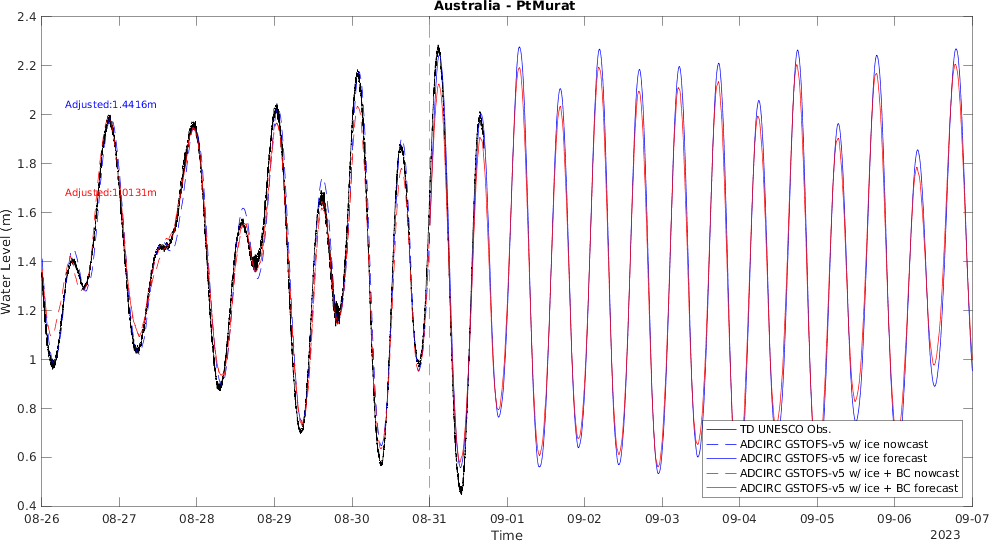 Australia - PtMurat
2.4
2.2
2
1.8
1.6
1.4
1.2
1
0.8
0.6
0.4
Water Level (m)
Adjusted:1.4416m
Adjusted:1.0131m
TD UNESCO Obs.
ADCIRC GSTOFS-v5 w/ ice nowcast
ADCIRC GSTOFS-v5 w/ ice forecast
ADCIRC GSTOFS-v5 w/ ice + BC nowcast
ADCIRC GSTOFS-v5 w/ ice + BC forecast
08-26 08-27 08-28 08-29 08-30 08-31 09-01 09-02 09-03 09-04 09-05 09-06 09-07
Time
2023